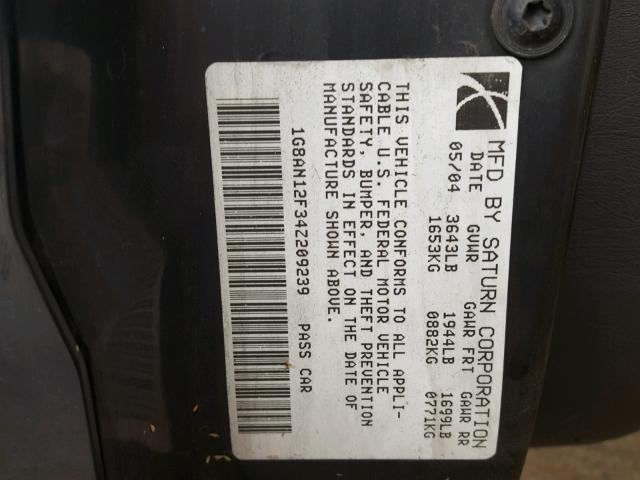 MFD BY SATURN CORPORATION
DATE GVWR GAWR FRT GAWR RR
05/04 3643LB 1944LB 1699LB
1653KG 0882KG 0771KG
THIS VEHICLE CONFORMS TO ALL APPLI-
CABLE U.S. FEDERAL MOTOR VEHICLE
SAFETY, BUMPER, AND THEFT PREVENTION
STANDARDS IN EFFECT ON THE DATE OF
MANUFACTURE SHOWN ABOVE.
1G8AN12F34Z209239 PASS CAR